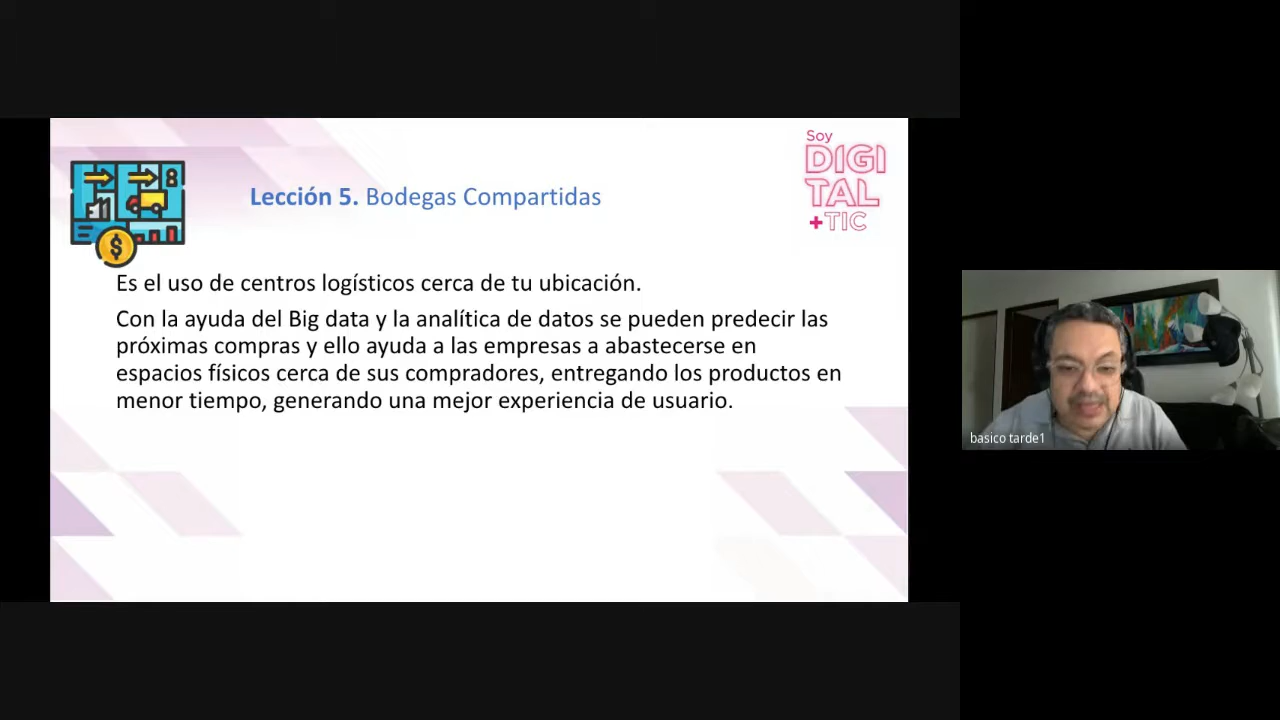 Soy
DIGI
TAL
+TIC
8
$
Lección 5. Bodegas Compartidas
Es el uso de centros logísticos cerca de tu ubicación.
Con la ayuda del Big data y la analítica de datos se pueden predecir las
próximas compras y ello ayuda a las empresas a abastecerse en
espacios físicos cerca de sus compradores, entregando los productos en
menor tiempo, generando una mejor experiencia de usuario.
basico tarde1